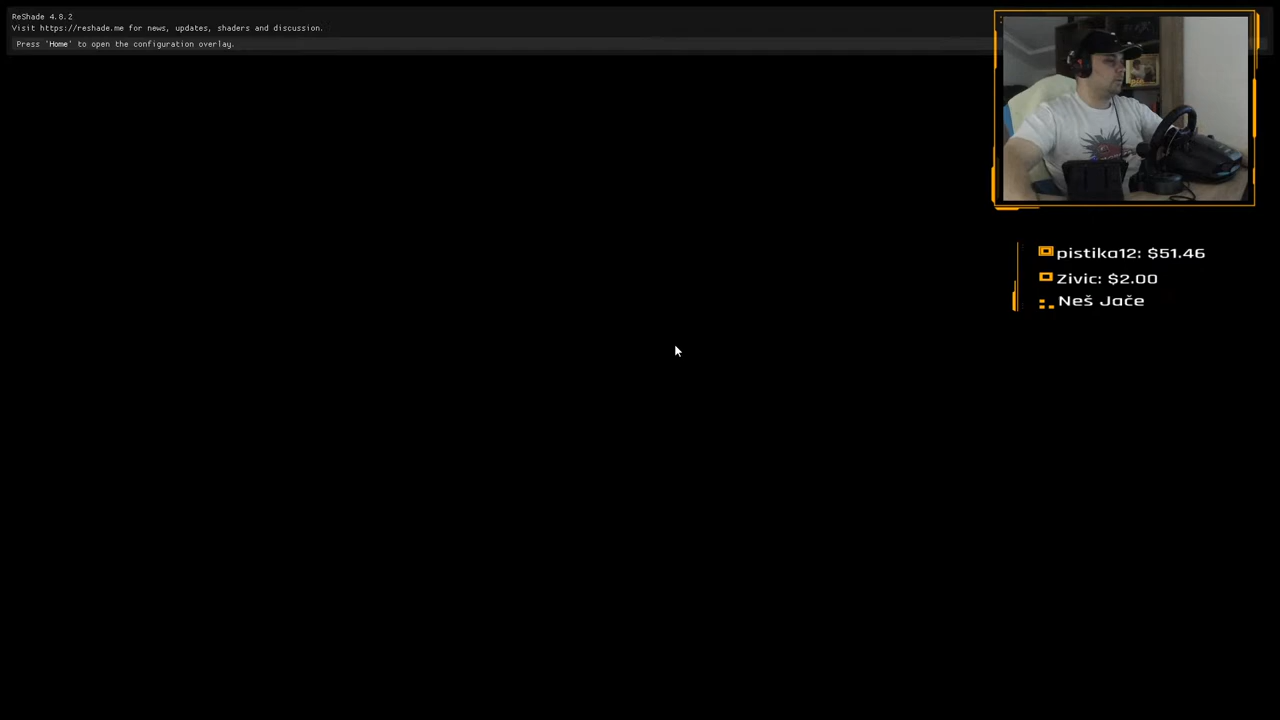 ReShade 4.8.2
Visit https://reshade.me for news, updates, shaders and discussion.
Press 'Home' to open the configuration overlay.
pistika12: $51.46
Zivic: $2.00
Neš Jače